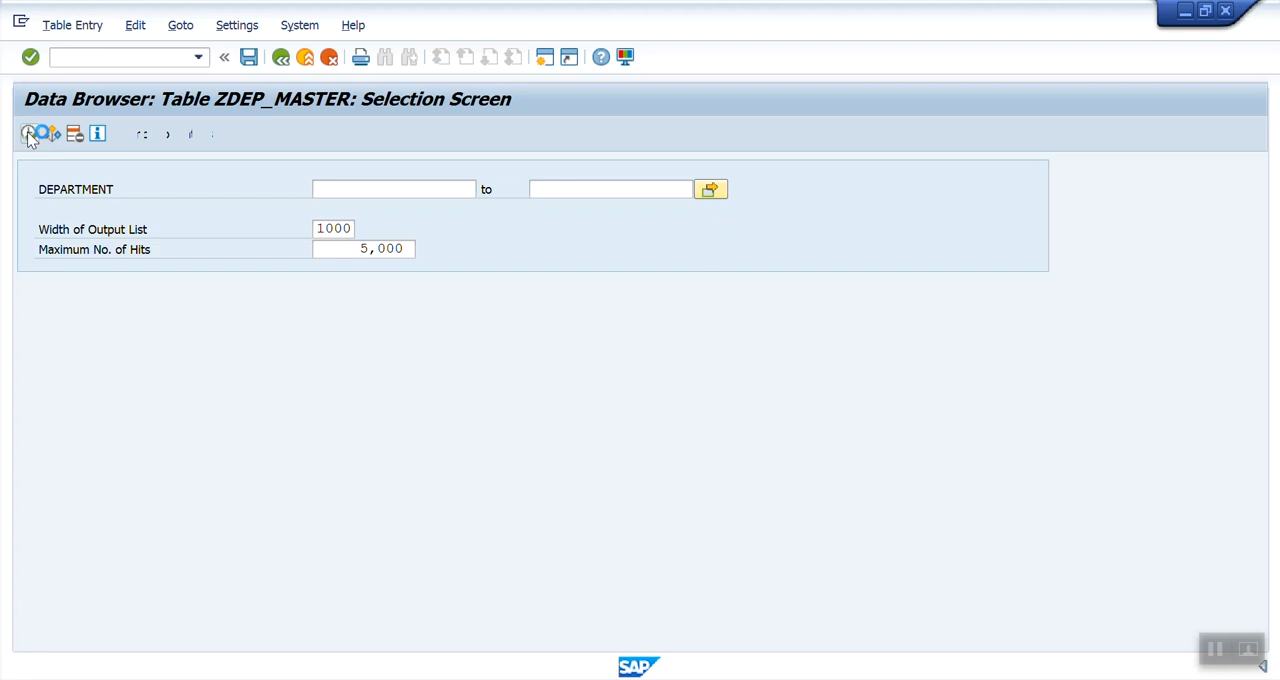 Table Entry Edit Goto Settings System Help
Data Browser: Table ZDEP_MASTER: Selection Screen
DEPARTMENT to
Width of Output List 1000
Maximum No. of Hits 5,000
SAP